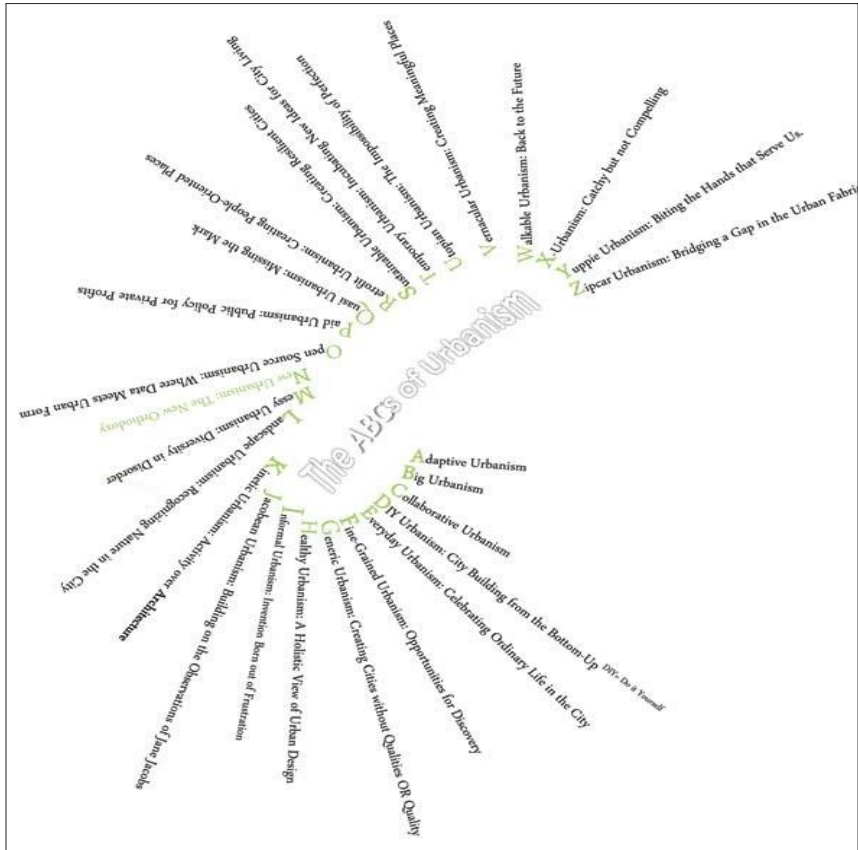 The ABCs of Urbanism
Adaptive Urbanism
Big Urbanism
Collaborative Urbanism
DIY Urbanism: City Building from the Bottom-Up DIY= Do it Yourself
Everyday Urbanism: Celebrating Ordinary Life in the City
Fine-Grained Urbanism: Opportunities for Discovery
Generic Urbanism: Creating Cities without Qualities OR Quality
Healthy Urbanism: A Holistic View of Urban Design
Informal Urbanism: Invention Born out of Frustration
Jacobean Urbanism: Building on the Observations of Jane Jacobs
Kinetic Urbanism: Activity over Architecture
Landscape Urbanism: Recognizing Nature in the City
Measy Urbanism: Diversity in Disorder
N New Urbanism: The New Orthodoxy
Open Source Urbanism: Where Data Meets Urban Form
Paid Urbanism: Public Policy for Private Profits
Quasi Urbanism: Missing the Mark
Retrofit Urbanism: Creating People-Oriented Places
Sustainable Urbanism: Creating Resilient Cities
Temporary Urbanism: Incubating New Ideas for City Living
Utopian Urbanism: The Impossibility of Perfection
Vernacular Urbanism: Creating Meaningful Places
Walkable Urbanism: Back to the Future
X-Urbanism: Catchy but not Compelling
Yuppie Urbanism: Biting the Hands that Serve Us.
Zipcar Urbanism: Bridging a Gap in the Urban Fabric